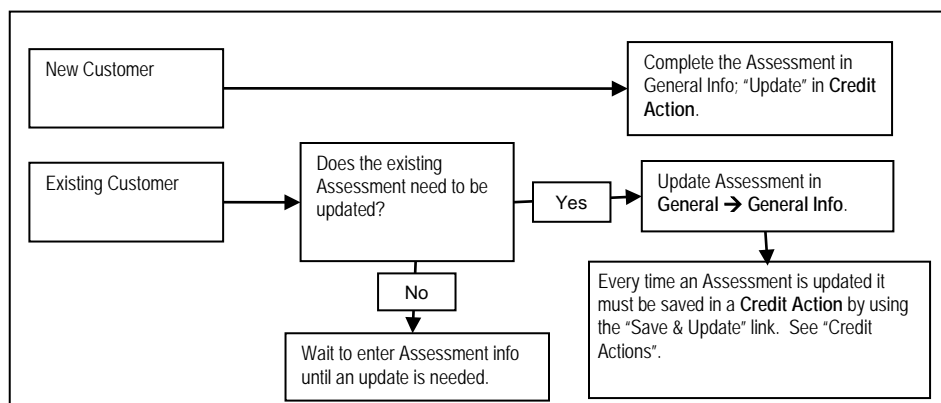 New Customer
Complete the Assessment in
General Info; “Update” in Credit
Action.
Existing Customer
Does the existing
Assessment need to be
updated?
Yes
Update Assessment in
General → General Info.
No
Wait to enter Assessment info
until an update is needed.
Every time an Assessment is updated it
must be saved in a Credit Action by using
the “Save & Update” link. See “Credit
Actions”.